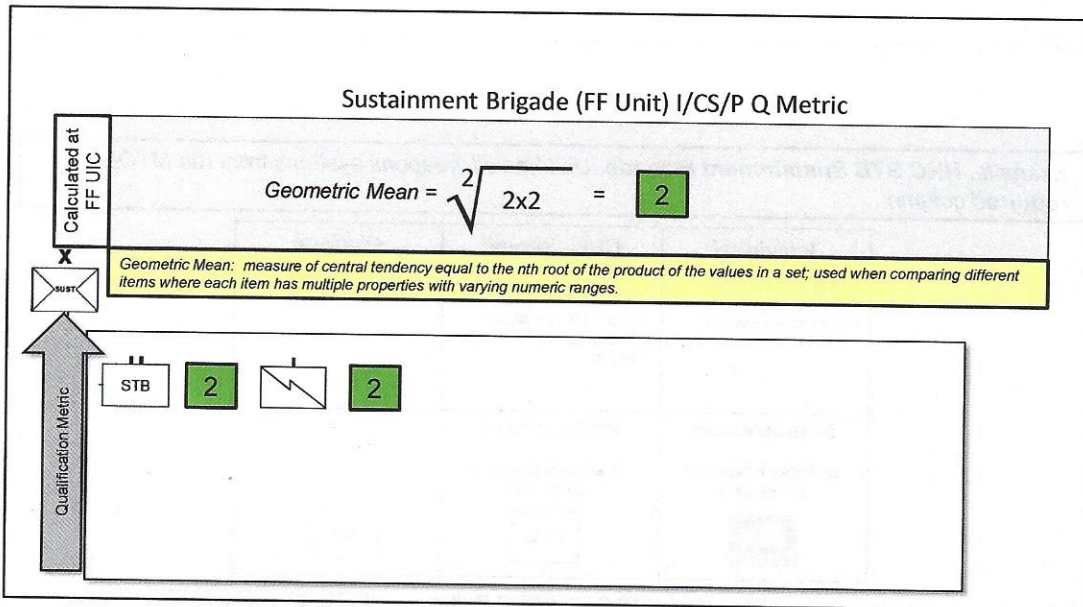 Sustainment Brigade (FF Unit) I/CS/P Q Metric
Calculated at
FF UIC
Geometric Mean = 2√ 2x2 = 2
X
SUST
Geometric Mean: measure of central tendency equal to the nth root of the product of the values in a set; used when comparing different
items where each item has multiple properties with varying numeric ranges.
Qualification Metric
STB 2 2